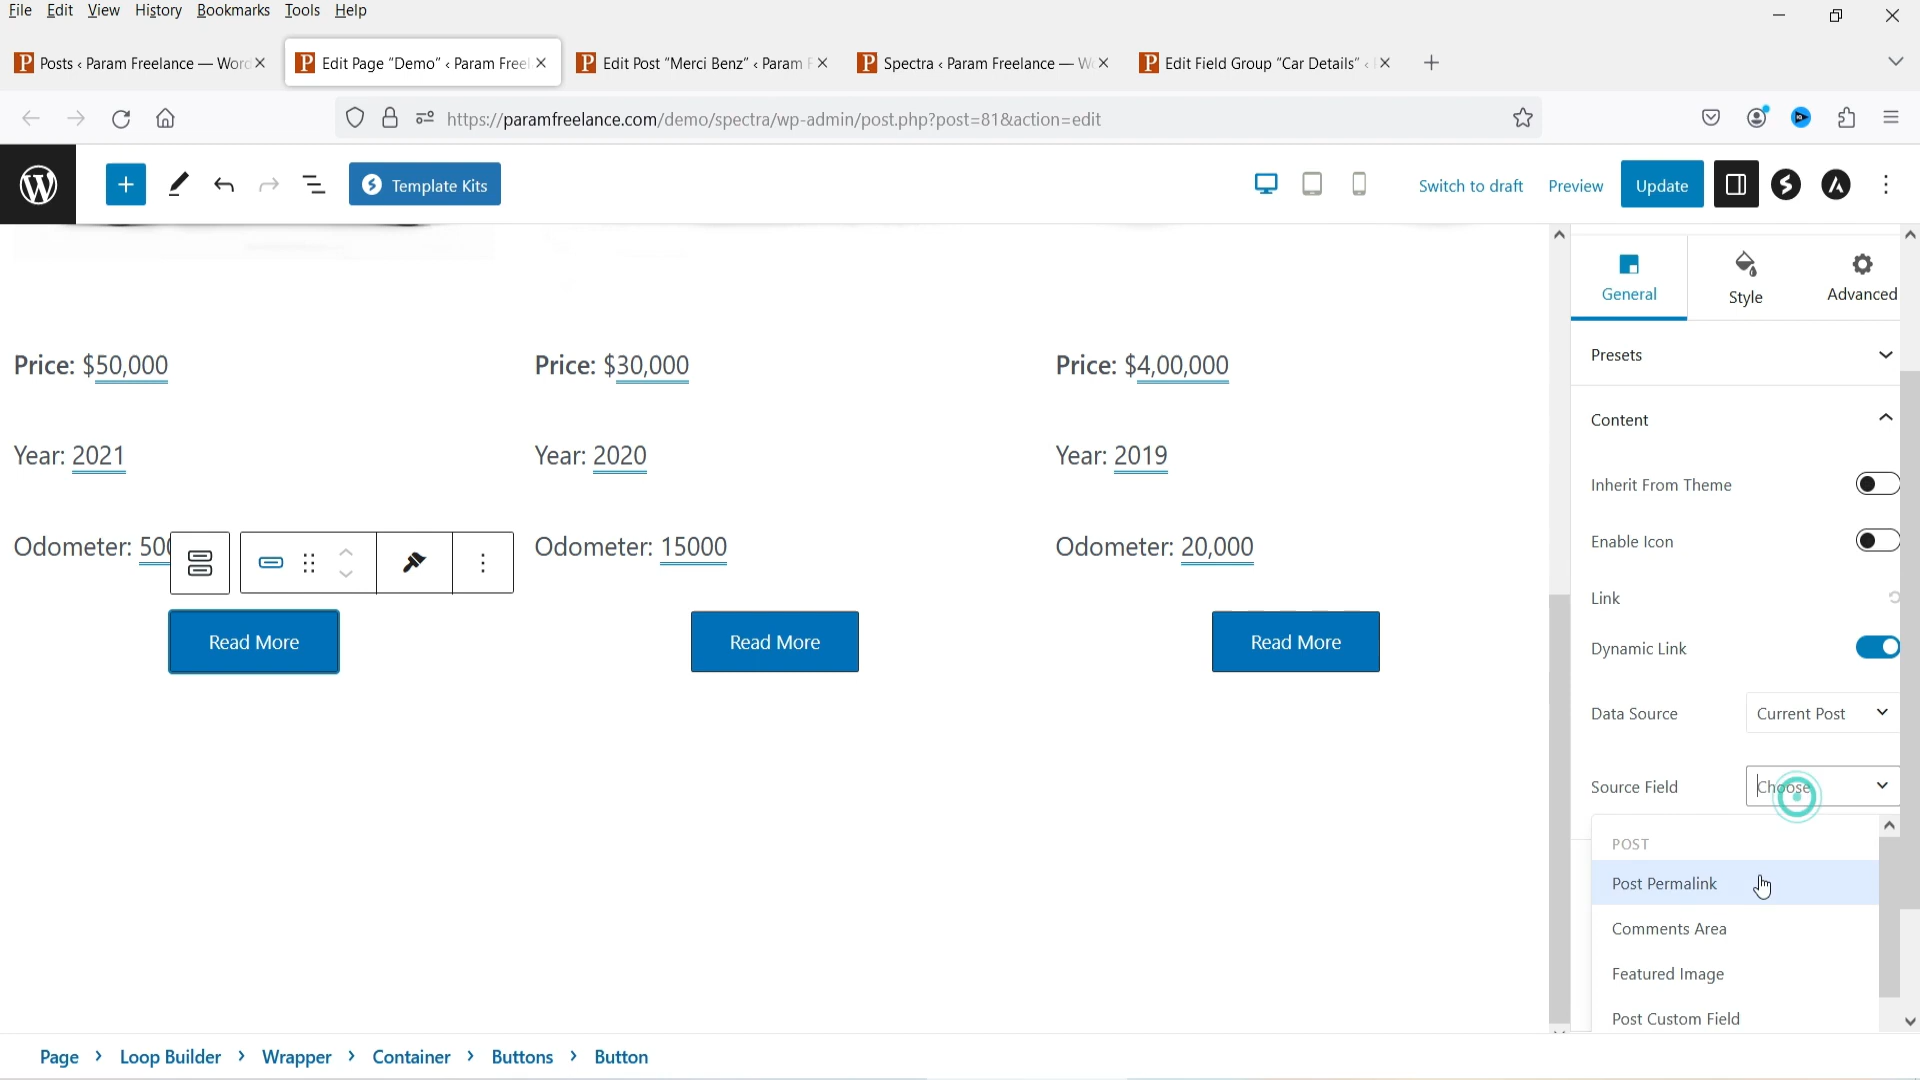 File Edit View History Bookmarks Tools Help
Posts ‹ Param Freelance — Word
Edit Page “Demo” ‹ Param Freel
Edit Post “Merci Benz” ‹ Param F
Spectra ‹ Param Freelance — W
Edit Field Group “Car Details” ‹
https://paramfreelance.com/demo/spectra/wp-admin/post.php?post=81&action=edit
Template Kits
Switch to draft
Preview
Update
General
Style
Advanced
Presets
Content
Inherit From Theme
Enable Icon
Link
Dynamic Link
Data Source Current Post
Source Field Choose
POST
Post Permalink
Comments Area
Featured Image
Post Custom Field
Price: $50,000 Price: $30,000 Price: $4,00,000
Year: 2021 Year: 2020 Year: 2019
Odometer: 500 Odometer: 15000 Odometer: 20,000
Read More Read More Read More
Page › Loop Builder › Wrapper › Container › Buttons › Button